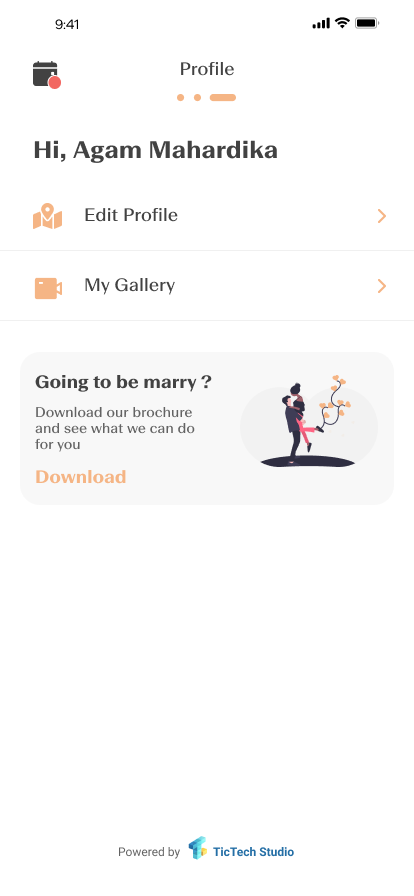 9:41
Profile
Hi, Agam Mahardika
Edit Profile
My Gallery
Going to be marry ?
Download our brochure
and see what we can do
for you
Download
Powered by TicTech Studio